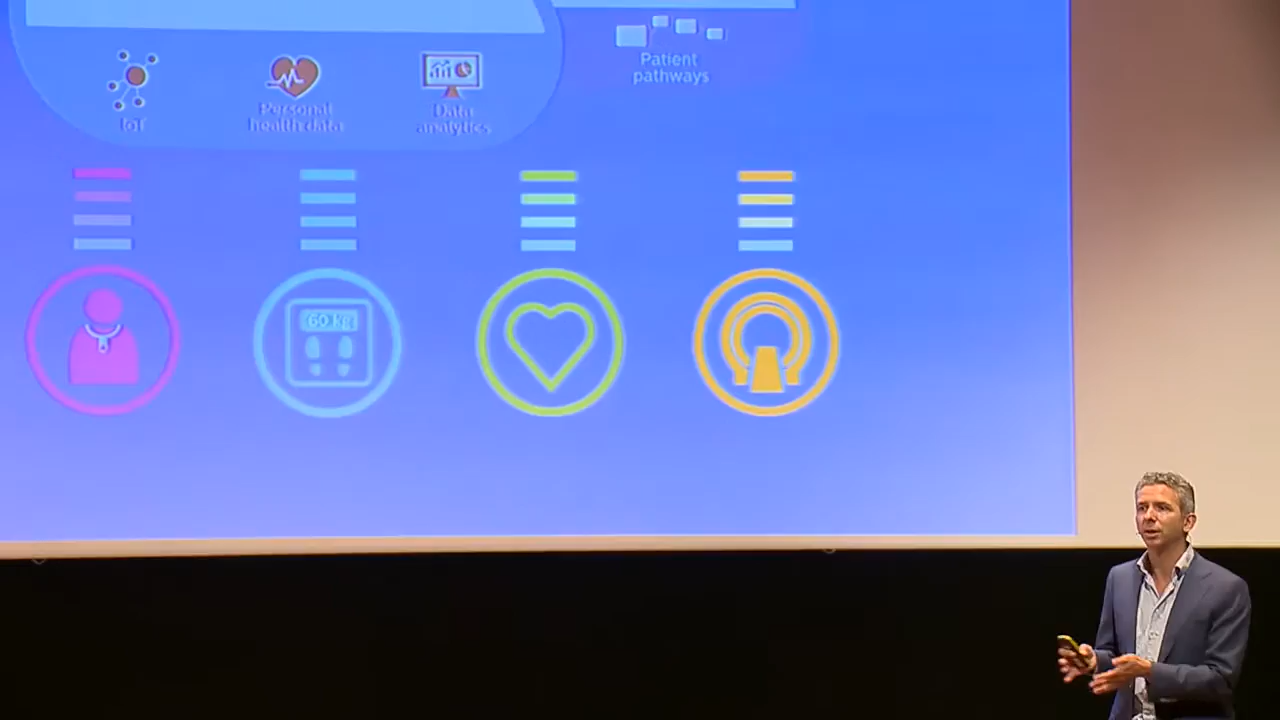 Patient
pathways
IoT
Personal
health data
Data
analytics
60 kg